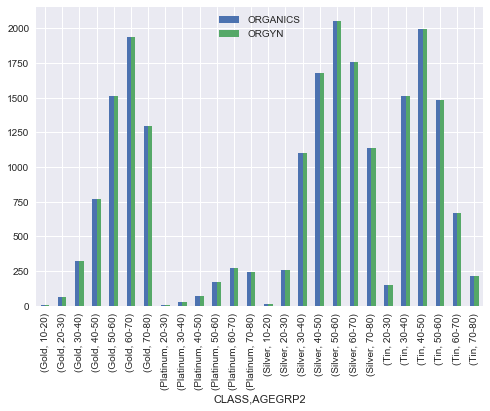 ORGANICS
ORGYN
2000
1750
1500
1250
1000
750
500
250
0
(Gold, 10-20)
(Gold, 20-30)
(Gold, 30-40)
(Gold, 40-50)
(Gold, 50-60)
(Gold, 60-70)
(Gold, 70-80)
(Platinum, 20-30)
(Platinum, 30-40)
(Platinum, 40-50)
(Platinum, 50-60)
(Platinum, 60-70)
(Platinum, 70-80)
(Silver, 10-20)
(Silver, 20-30)
(Silver, 30-40)
(Silver, 40-50)
(Silver, 50-60)
(Silver, 60-70)
(Silver, 70-80)
(Tin, 20-30)
(Tin, 30-40)
(Tin, 40-50)
(Tin, 50-60)
(Tin, 60-70)
(Tin, 70-80)
CLASS,AGEGRP2